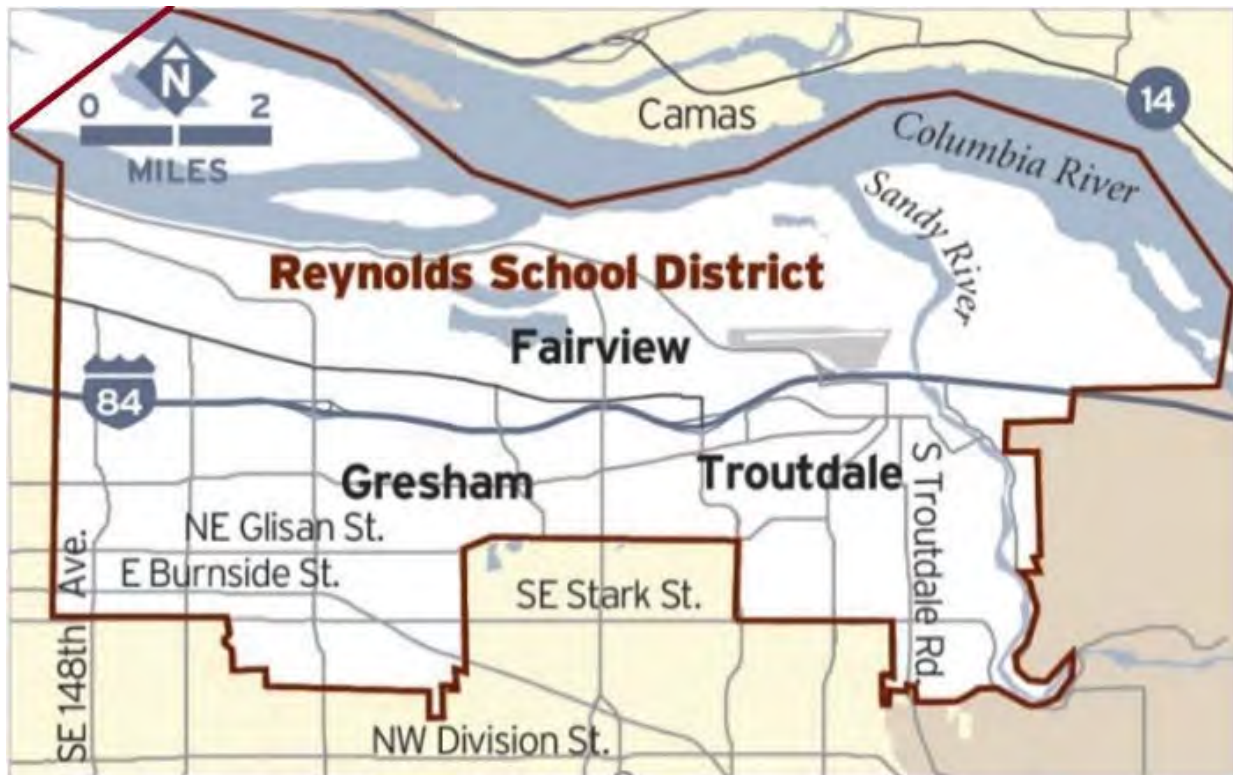 N
0 2
MILES
Camas
14
Columbia River
Sandy River
Reynolds School District
Fairview
84
Gresham
Troutdale
S Troutdale Rd.
NE Glisan St.
E Burnside St.
SE Stark St.
SE 148th Ave.
NW Division St.